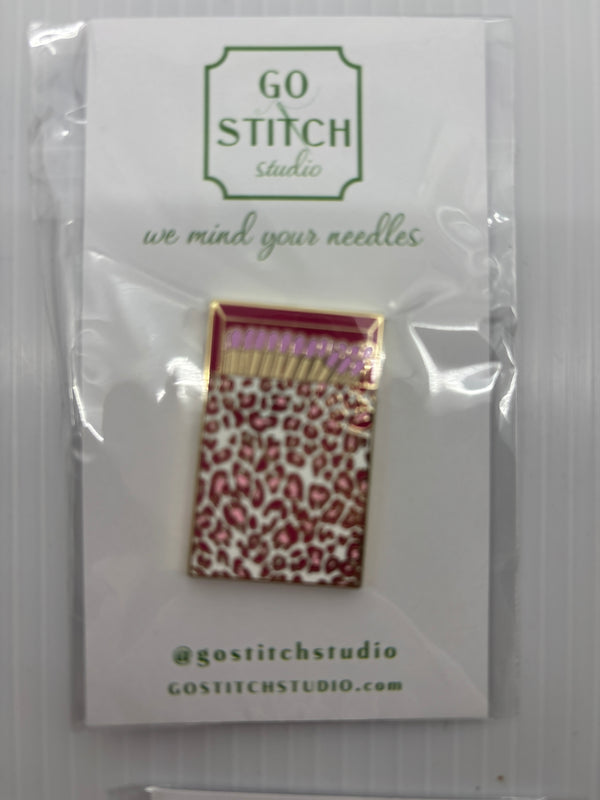 GO
STITCH
studio
we mind your needles
@gostitchstudio
GOSTITCHSTUDIO.com